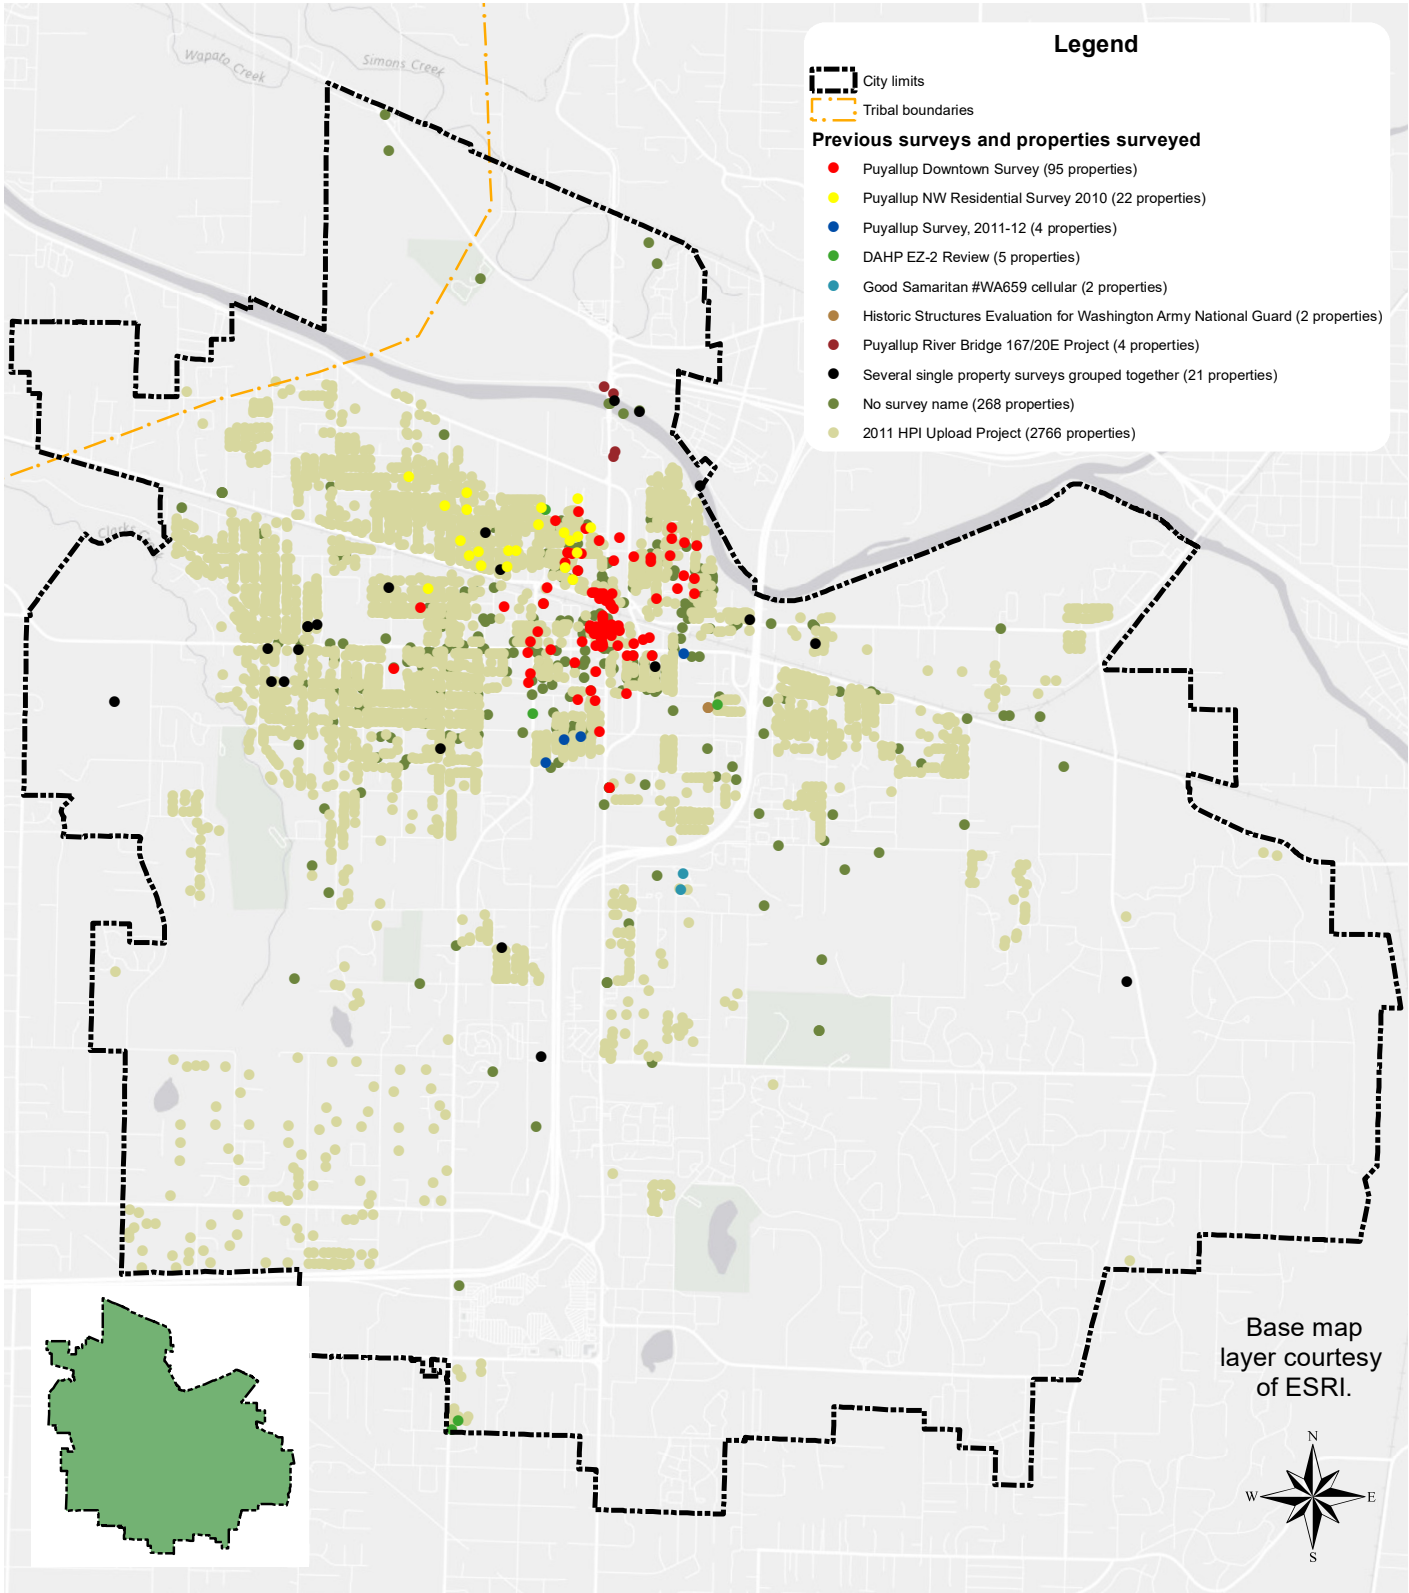 Legend
City limits
Tribal boundaries
Previous surveys and properties surveyed
Puyallup Downtown Survey (95 properties)
Puyallup NW Residential Survey 2010 (22 properties)
Puyallup Survey, 2011-12 (4 properties)
DAHP EZ-2 Review (5 properties)
Good Samaritan #WA659 cellular (2 properties)
Historic Structures Evaluation for Washington Army National Guard (2 properties)
Puyallup River Bridge 167/20E Project (4 properties)
Several single property surveys grouped together (21 properties)
No survey name (268 properties)
2011 HPI Upload Project (2766 properties)
Wapato Creek
Simons Creek
Clarks
Base map
layer courtesy
of ESRI.
N
W E
S